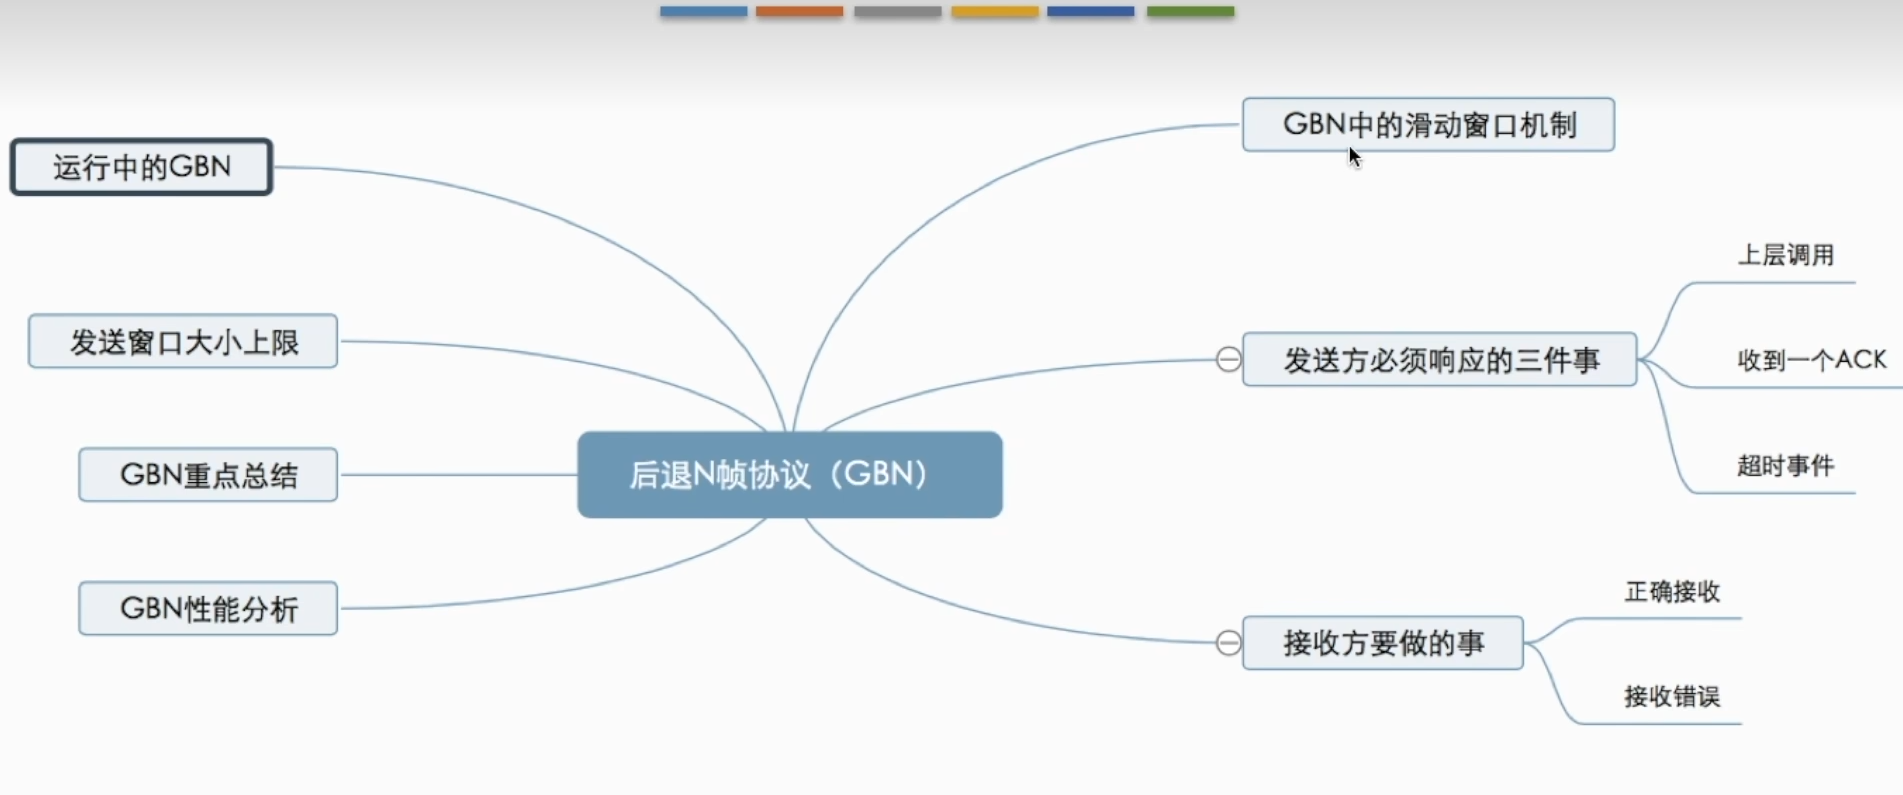 GBN中的滑动窗口机制
运行中的GBN
上层调用
发送窗口大小上限
发送方必须响应的三件事
收到一个ACK
超时事件
GBN重点总结
后退N帧协议（GBN）
GBN性能分析
正确接收
接收方要做的事
接收错误